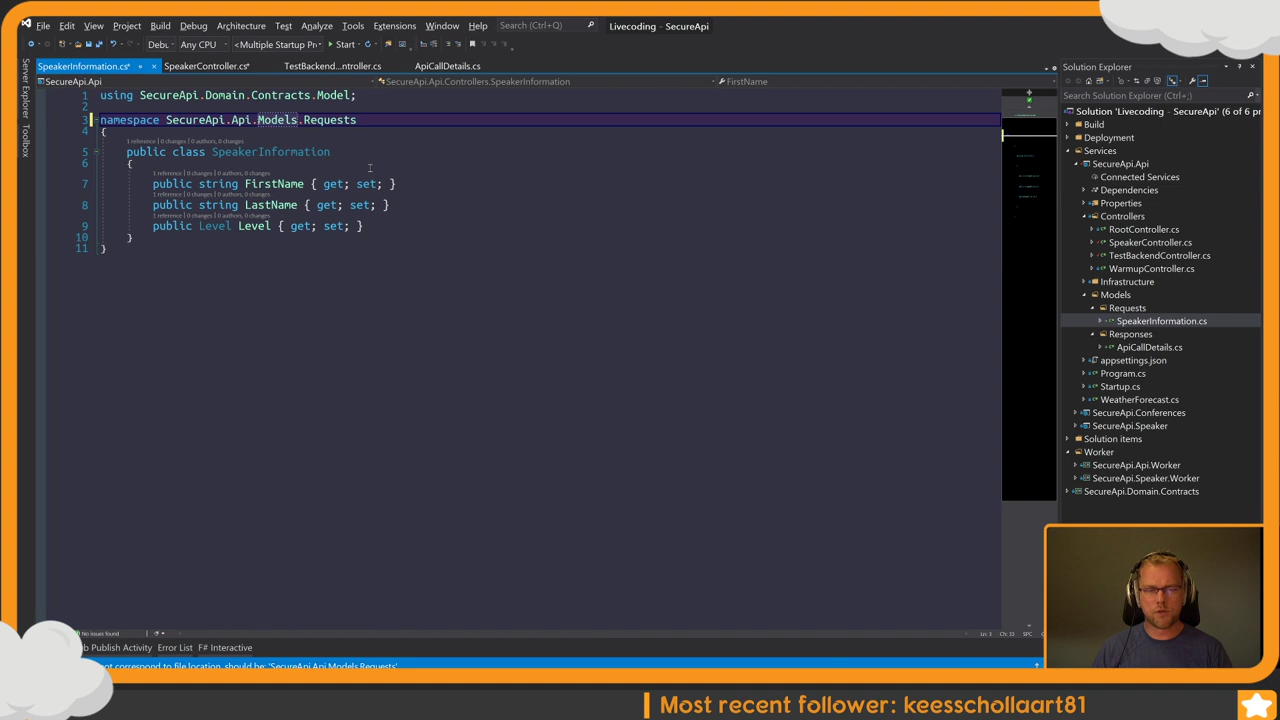 File Edit View Project Build Debug Architecture Test Analyze Tools Extensions Window Help Search (Ctrl+Q) Livecoding - SecureApi
Debu Any CPU <Multiple Startup Pr Start
SpeakerInformation.cs* SpeakerController.cs* TestBackend...ntroller.cs ApiCallDetails.cs
SecureApi.Api SecureApi.Api.Controllers.SpeakerInformation FirstName
Server Explorer Toolbox
1 using SecureApi.Domain.Contracts.Model;
2
3 namespace SecureApi.Api.Models.Requests
4 {
1 reference | 0 changes | 0 authors, 0 changes
5 public class SpeakerInformation
6 {
1 reference | 0 changes | 0 authors, 0 changes
7 public string FirstName { get; set; }
1 reference | 0 changes | 0 authors, 0 changes
8 public string LastName { get; set; }
1 reference | 0 changes | 0 authors, 0 changes
9 public Level Level { get; set; }
10 }
11 }
No issues found Ln: 3 Ch: 33 SPC
b Publish Activity Error List F# Interactive
ot correspond to file location, should be: 'SecureApi.Api.Models.Requests'
Solution Explorer
Search Solution Explorer (Ctrl+;)
Solution 'Livecoding - SecureApi' (6 of 6 pr
Build
Deployment
Services
SecureApi.Api
Connected Services
Dependencies
Properties
Controllers
RootController.cs
SpeakerController.cs
TestBackendController.cs
WarmupController.cs
Infrastructure
Models
Requests
SpeakerInformation.cs
Responses
ApiCallDetails.cs
appsettings.json
Program.cs
Startup.cs
WeatherForecast.cs
SecureApi.Conferences
SecureApi.Speaker
Solution items
Worker
SecureApi.Api.Worker
SecureApi.Speaker.Worker
SecureApi.Domain.Contracts
Most recent follower: keesschollaart81